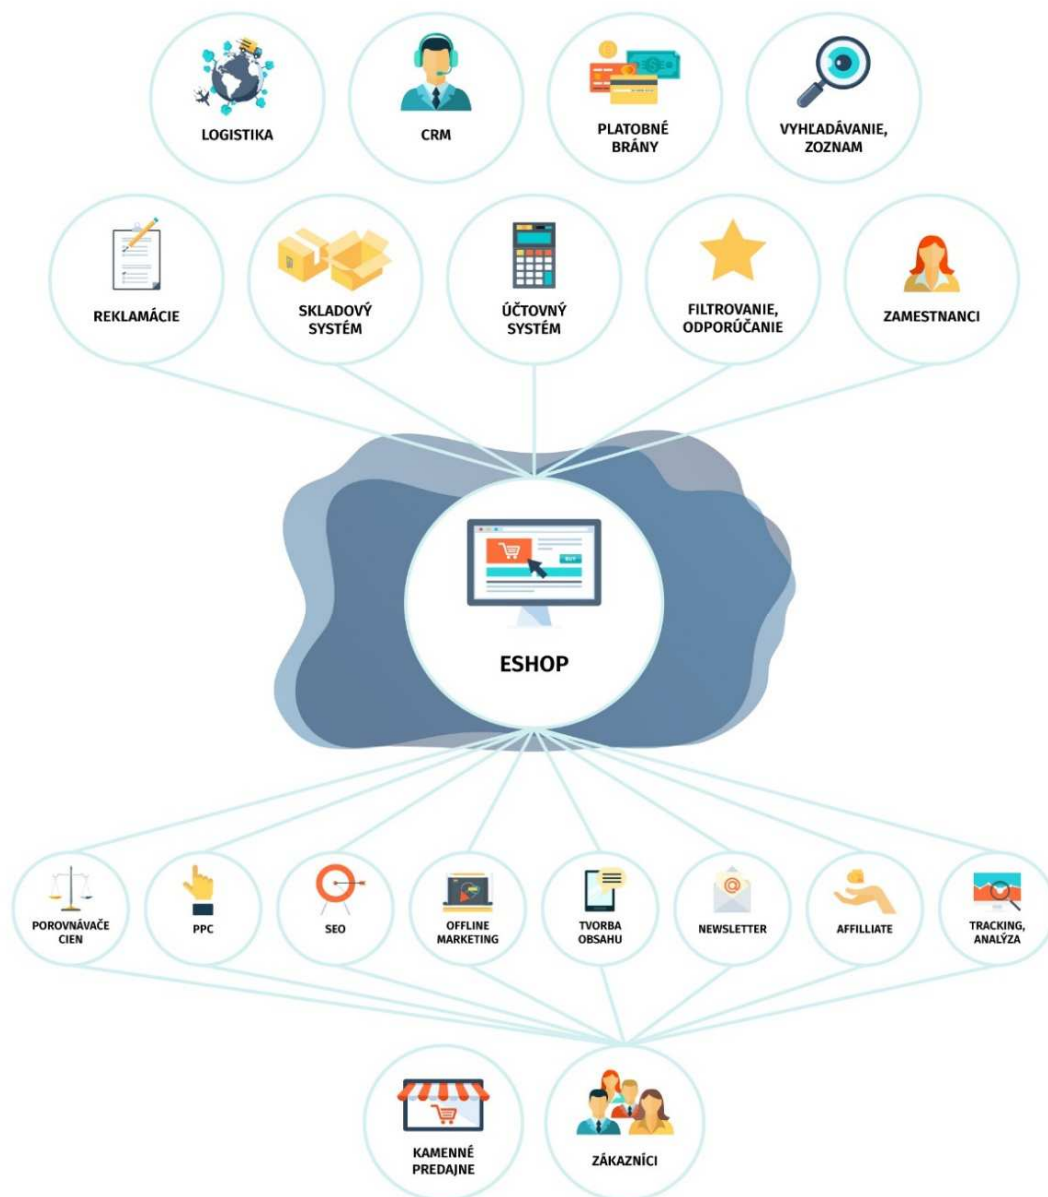 LOGISTIKA
CRM
PLATOBNÉ
BRÁNY
VYHĽADÁVANIE,
ZOZNAM
REKLAMÁCIE
SKLADOVÝ
SYSTÉM
ÚČTOVNÝ
SYSTÉM
FILTROVANIE,
ODPORÚČANIE
ZAMESTNANCI
BUY
ESHOP
POROVNÁVAČE
CIEN
PPC
SEO
OFFLINE
MARKETING
TVORBA
OBSAHU
NEWSLETTER
AFFILLIATE
TRACKING,
ANALÝZA
KAMENNÉ
PREDAJNE
ZÁKAZNÍCI